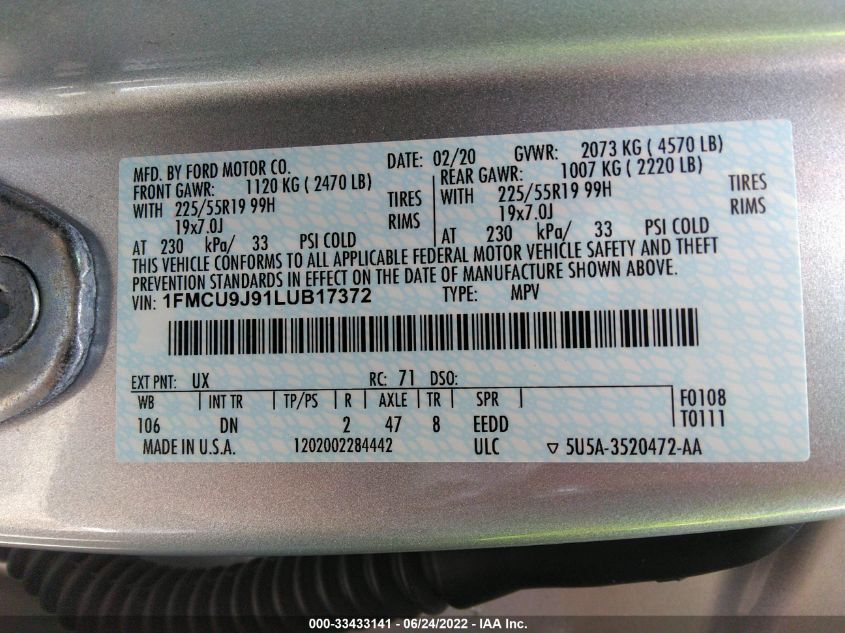 MFD. BY FORD MOTOR CO. DATE: 02/20 GVWR: 2073 KG ( 4570 LB)
FRONT GAWR: 1120 KG ( 2470 LB) REAR GAWR: 1007 KG ( 2220 LB)
WITH 225/55R19 99H TIRES WITH 225/55R19 99H TIRES
19x7.0J RIMS 19x7.0J RIMS
AT 230 kPa/ 33 PSI COLD AT 230 kPa/ 33 PSI COLD
THIS VEHICLE CONFORMS TO ALL APPLICABLE FEDERAL MOTOR VEHICLE SAFETY AND THEFT
PREVENTION STANDARDS IN EFFECT ON THE DATE OF MANUFACTURE SHOWN ABOVE.
VIN: 1FMCU9J91LUB17372 TYPE: MPV
EXT PNT: UX RC: 71 DSO:
WB INT TR TP/PS R AXLE TR SPR F0108
106 DN 2 47 8 EEDD T0111
MADE IN U.S.A. 1202002284442 ULC ▽ 5U5A-3520472-AA
000-33433141 - 06/24/2022 - IAA Inc.